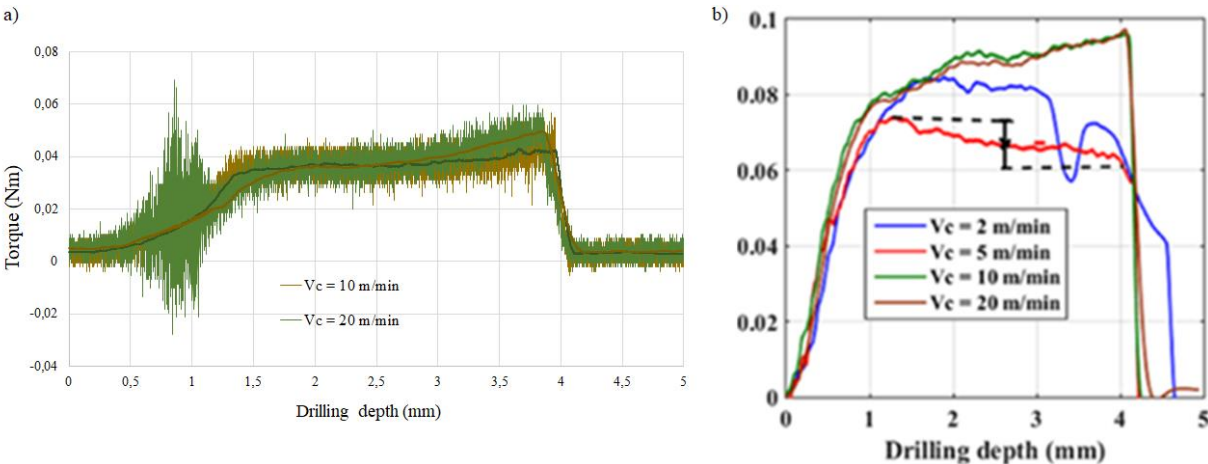 a)
0,08
0,06
0,04
0,02
0
-0,02
-0,04
Torque (Nm)
Vc = 10 m/min
Vc = 20 m/min
0 0,5 1 1,5 2 2,5 3 3,5 4 4,5 5
Drilling depth (mm)
b)
0.1
0.08
0.06
0.04
0.02
0
Vc = 2 m/min
Vc = 5 m/min
Vc = 10 m/min
Vc = 20 m/min
0 1 2 3 4 5
Drilling depth (mm)